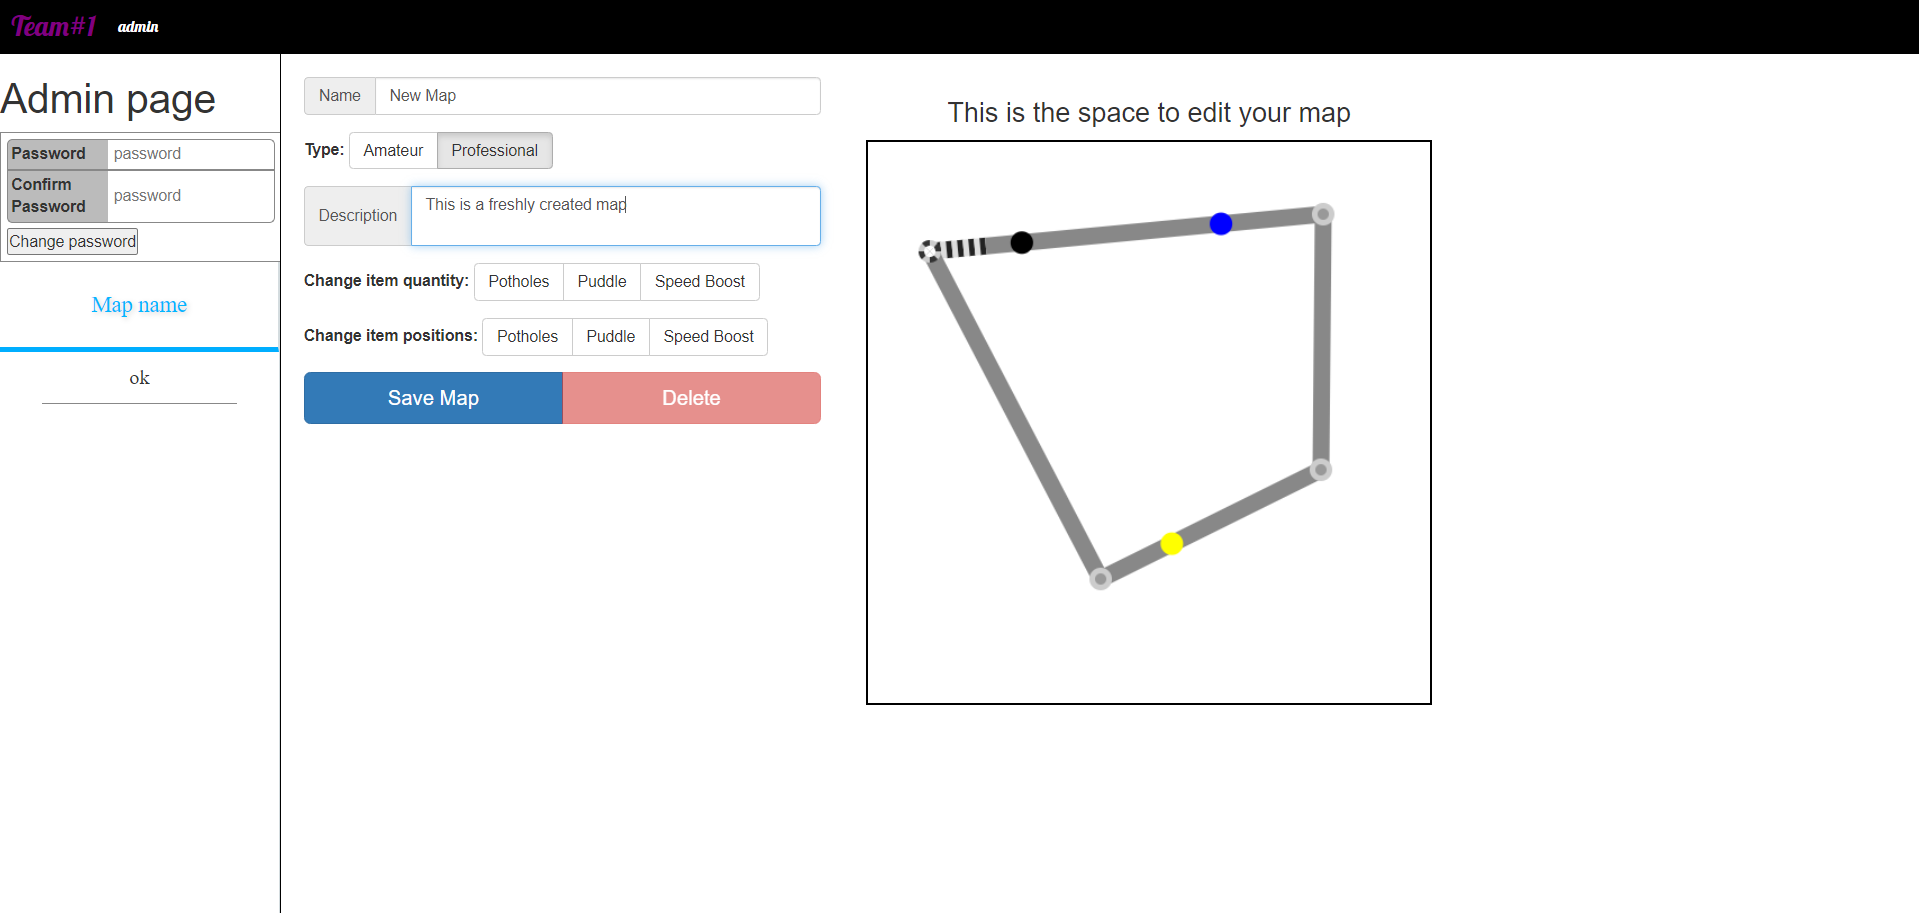 Team#1 admin
Admin page
Password password
Confirm Password password
Change password
Map name
ok
Name New Map
Type: Amateur Professional
Description This is a freshly created map
Change item quantity: Potholes Puddle Speed Boost
Change item positions: Potholes Puddle Speed Boost
Save Map Delete
This is the space to edit your map